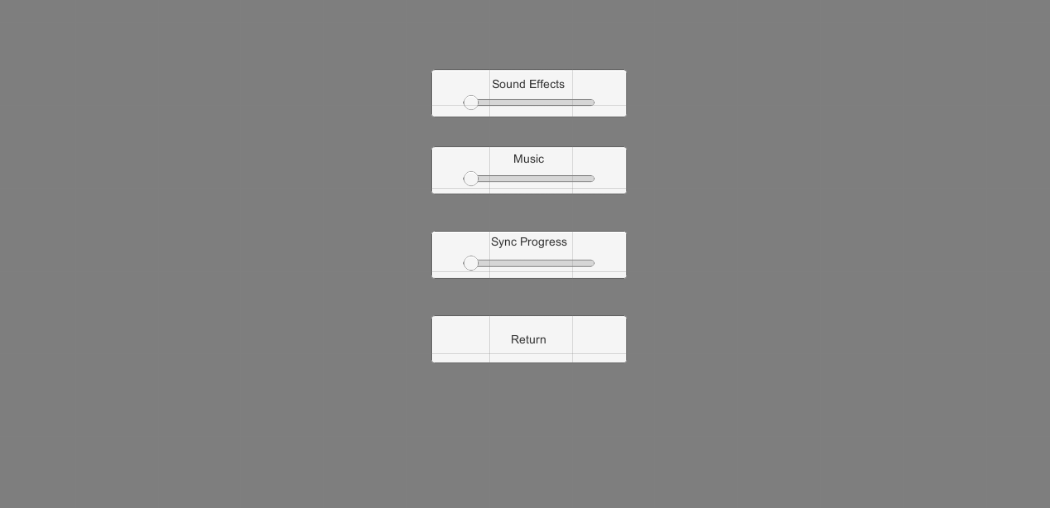 Sound Effects
Music
Sync Progress
Return